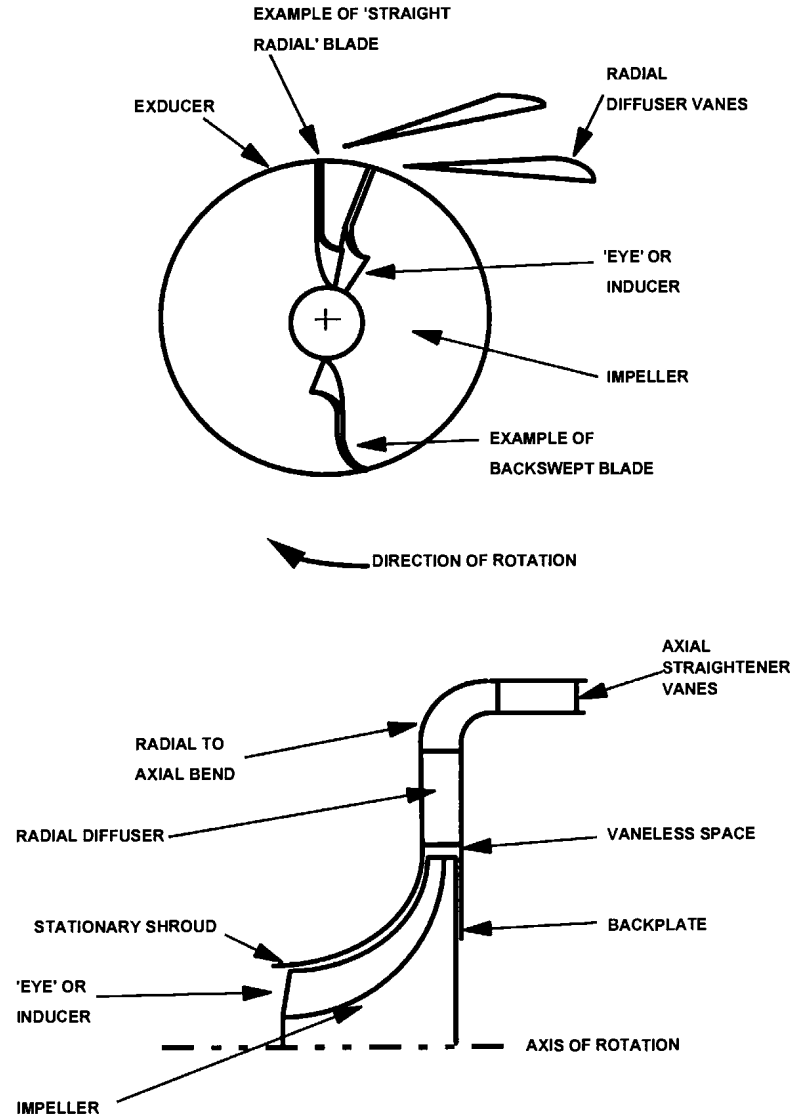 EXAMPLE OF 'STRAIGHT
RADIAL' BLADE
EXDUCER
RADIAL
DIFFUSER VANES
'EYE' OR
INDUCER
IMPELLER
EXAMPLE OF
BACKSWEPT BLADE
DIRECTION OF ROTATION
AXIAL
STRAIGHTENER
VANES
RADIAL TO
AXIAL BEND
RADIAL DIFFUSER
VANELESS SPACE
STATIONARY SHROUD
BACKPLATE
'EYE' OR
INDUCER
AXIS OF ROTATION
IMPELLER